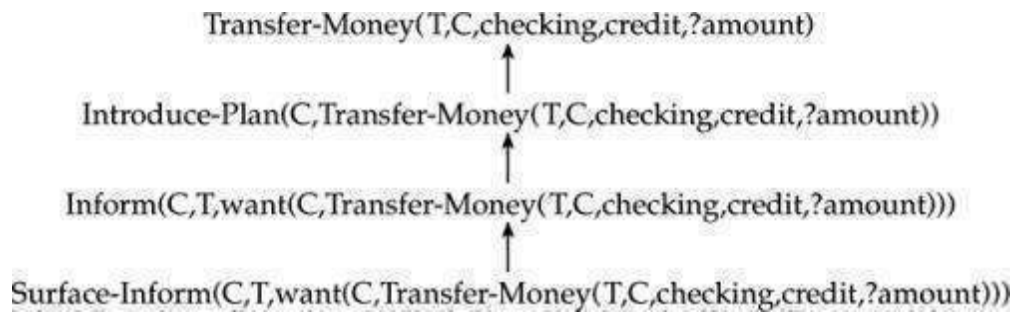 Transfer-Money(T,C,checking,credit,?amount)
Introduce-Plan(C,Transfer-Money(T,C,checking,credit,?amount))
Inform(C,T,want(C,Transfer-Money(T,C,checking,credit,?amount)))
Surface-Inform(C,T,want(C,Transfer-Money(T,C,checking,credit,?amount)))